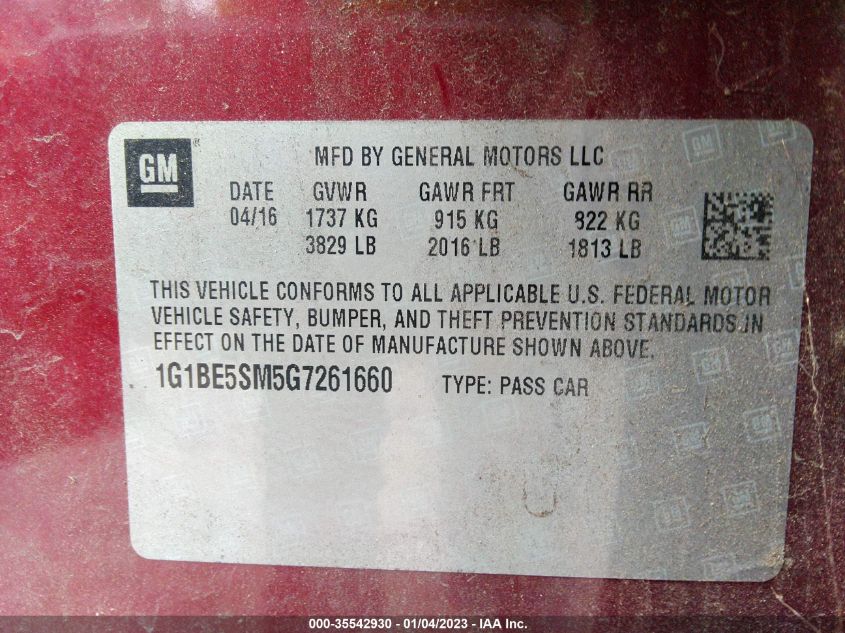 GM
MFD BY GENERAL MOTORS LLC
DATE GVWR GAWR FRT GAWR RR
04/16 1737 KG 915 KG 822 KG
3829 LB 2016 LB 1813 LB
THIS VEHICLE CONFORMS TO ALL APPLICABLE U.S. FEDERAL MOTOR
VEHICLE SAFETY, BUMPER, AND THEFT PREVENTION STANDARDS IN
EFFECT ON THE DATE OF MANUFACTURE SHOWN ABOVE.
1G1BE5SM5G7261660 TYPE: PASS CAR
000-35542930 - 01/04/2023 - IAA Inc.